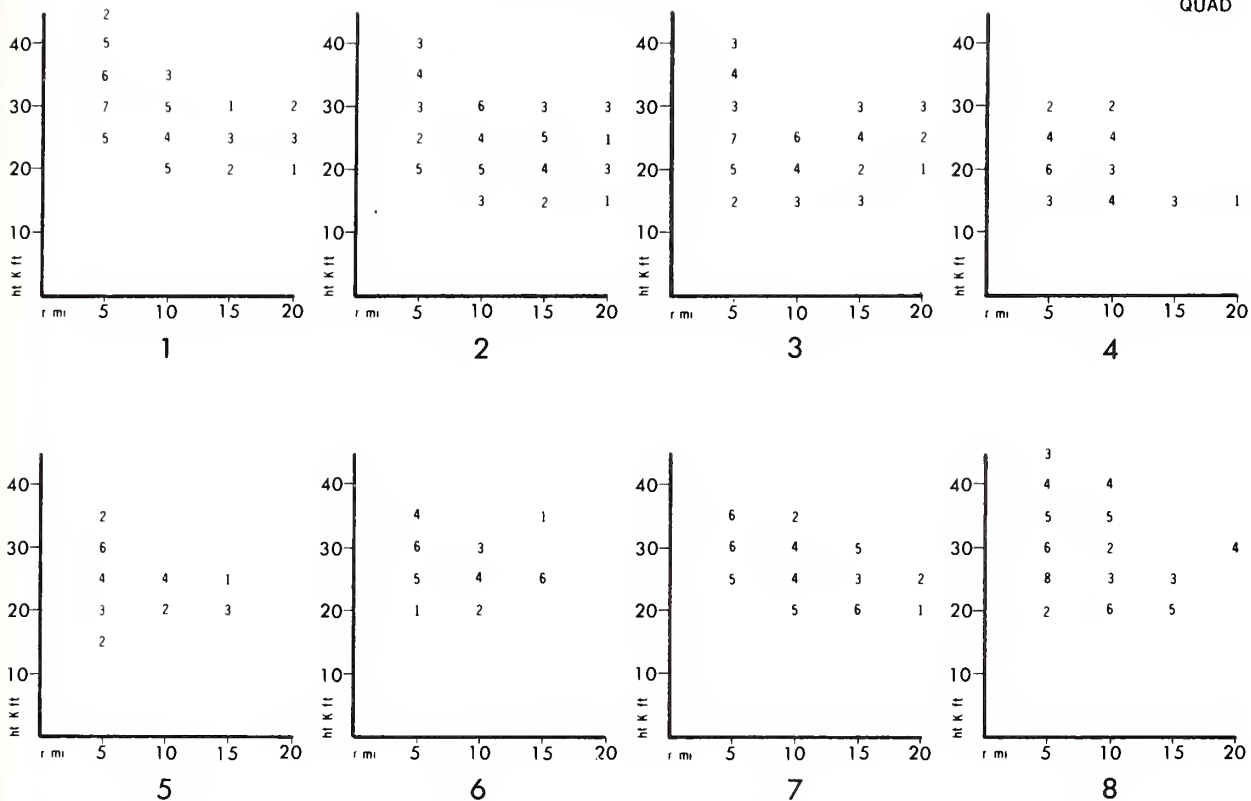 QUAD
2
40 5 40 3 40 3 40
6 3 4 4
30 7 5 1 2 30 3 6 3 3 30 3 3 3 30 2 2
5 4 3 3 2 4 5 1 7 6 4 2 4 4
20 5 2 1 20 5 5 4 3 20 5 4 2 1 20 6 3
3 2 1 2 3 3 3 4 3 1
10 10 10 10
ht K ft ht K ft ht K ft ht K ft
r mi 5 10 15 20 r mi 5 10 15 20 r mi 5 10 15 20 r mi 5 10 15 20
1 2 3 4
3
40 40 40 40 4 4
2 4 1 6 2 5 5
30 6 30 6 3 30 6 4 5 30 6 2 4
4 4 1 5 4 6 5 4 3 2 8 3 3
20 3 2 3 20 1 2 20 5 6 1 20 2 6 5
2
10 10 10 10
ht K ft ht K ft ht K ft ht K ft
r mi 5 10 15 20 r mi 5 10 15 20 r mi 5 10 15 20 r mi 5 10 15 20
5 6 7 8